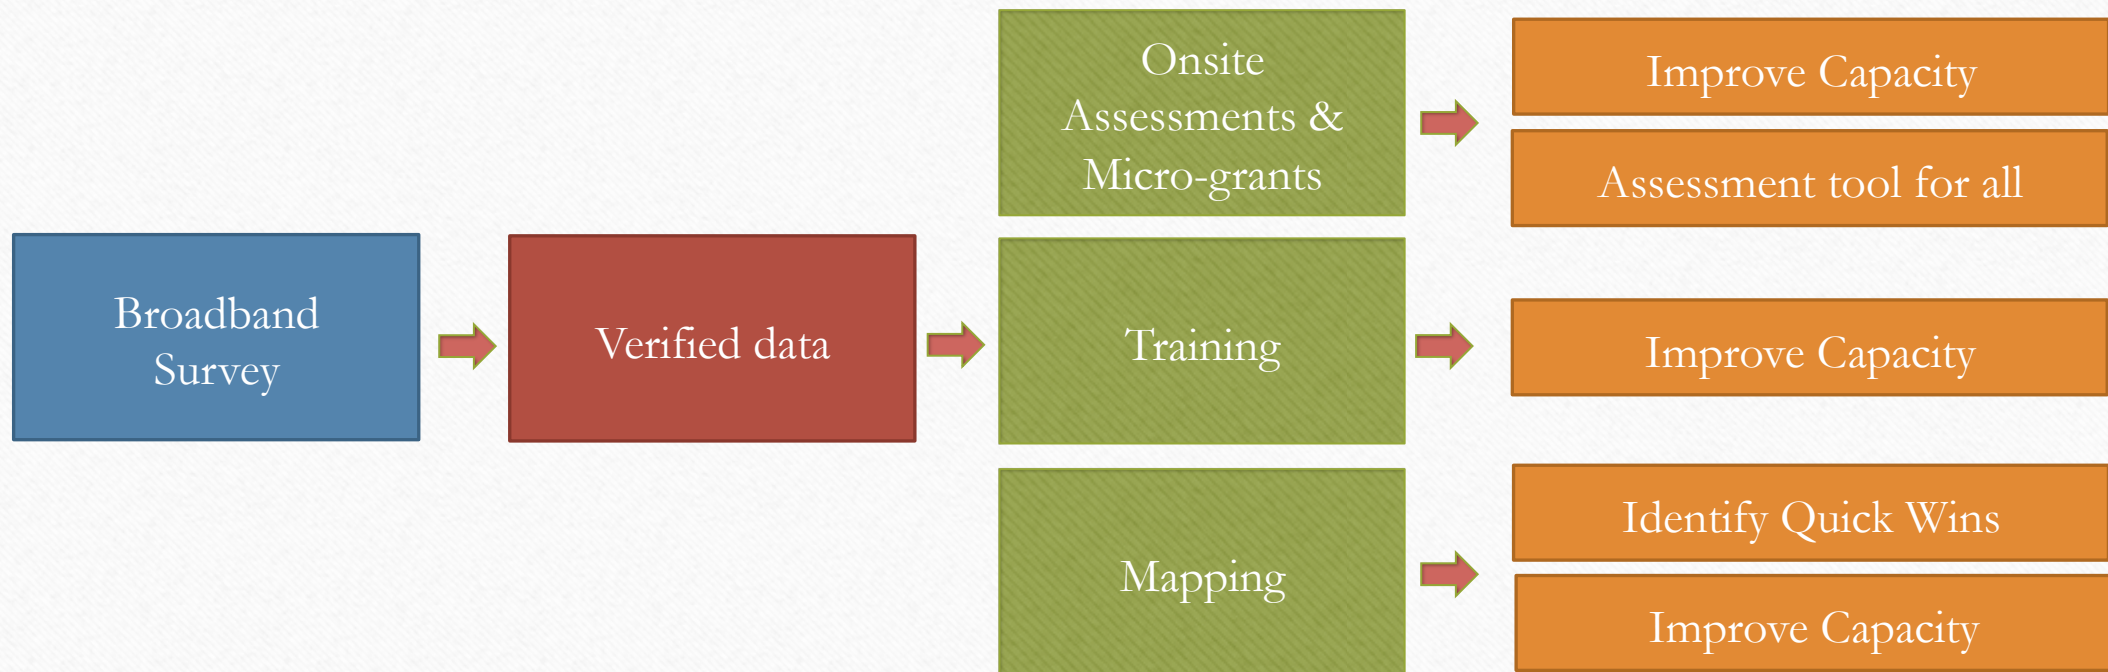 Broadband
Survey
Verified data
Onsite
Assessments &
Micro-grants
Improve Capacity
Assessment tool for all
Training
Improve Capacity
Mapping
Identify Quick Wins
Improve Capacity